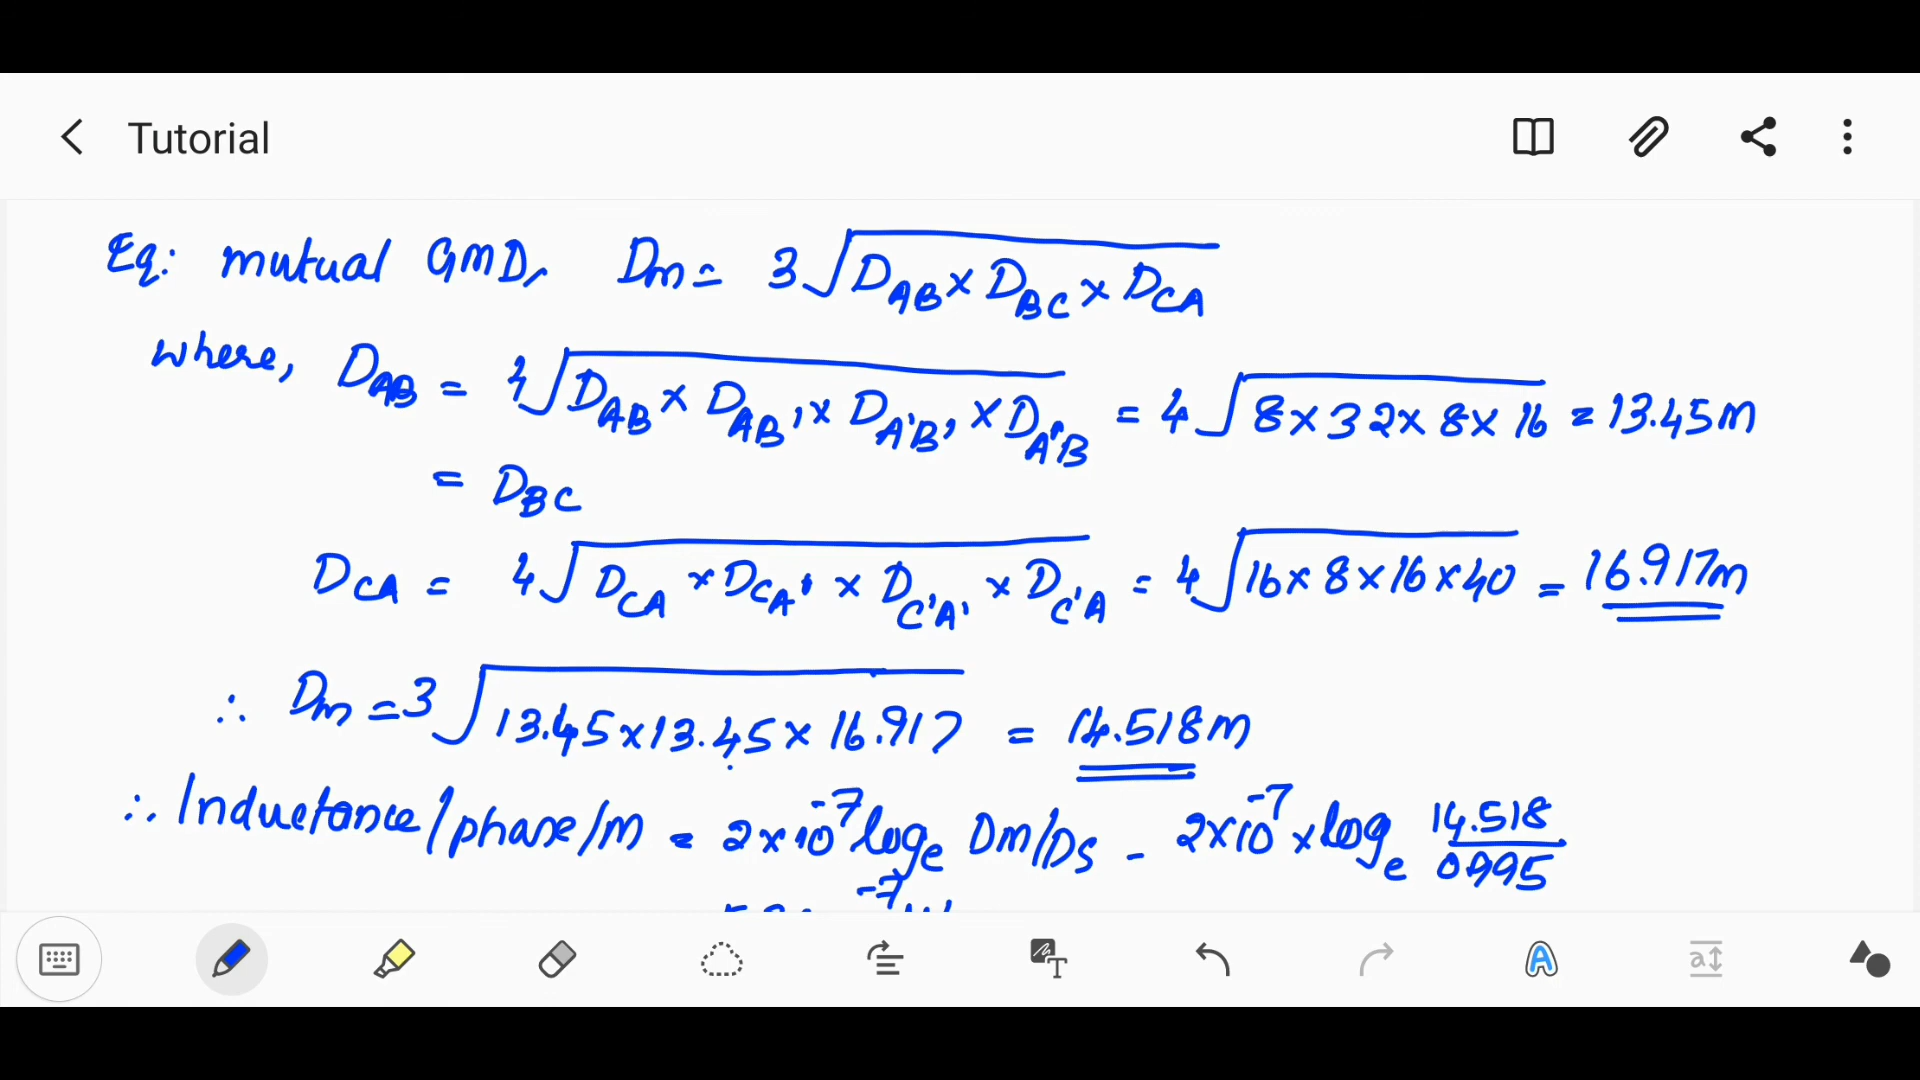 Tutorial
Eq: mutual GMD, Dm = 3√DAB × DBC × DCA
where, DAB = 4√DAB × DAB' × DA'B' × DA'B = 4√8×32×8×16 = 13.45m
= DBC
DCA = 4√DCA × DCA' × DC'A' × DC'A = 4√16×8×16×40 = 16.917m
∴ Dm = 3√13.45×13.45×16.917 = 14.518m
∴ Inductance/phase/m = 2×10^-7 loge Dm/Ds - 2×10^-7 × loge 14.518/0.995